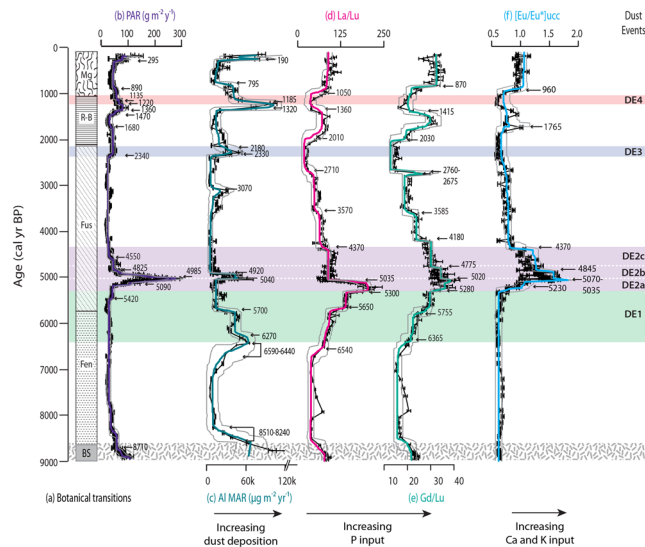 (b) PAR (g m⁻² y⁻¹)
(d) La/Lu
(f) [Eu/Eu*]ucc
Dust
Events
0 100 200 300
0 125 250
0.5 1.0 1.5 2.0
Age (cal yr BP)
0
1000
2000
3000
4000
5000
6000
7000
8000
9000
Mg
R-B
Fus
Fen
BS
295
890
1135
1220
1360
1470
1680
2340
4550
4825
4985
5090
5420
8710
190
795
1185
1320
2180
2330
3070
4920
5040
5700
6270
6590-6440
8510-8240
1050
1360
2010
2710
3570
4370
5035
5300
5650
6540
870
1415
2030
2760-
2675
3585
4180
4775
5020
5280
5755
6365
960
1765
4370
4845
5070-
5035
5230
DE4
DE3
DE2c
DE2b
DE2a
DE1
0 60k 120k
0 10 20 30 40
(a) Botanical transitions
(c) Al MAR (µg m⁻² yr⁻¹)
(e) Gd/Lu
Increasing
dust deposition
Increasing
P input
Increasing
Ca and K input